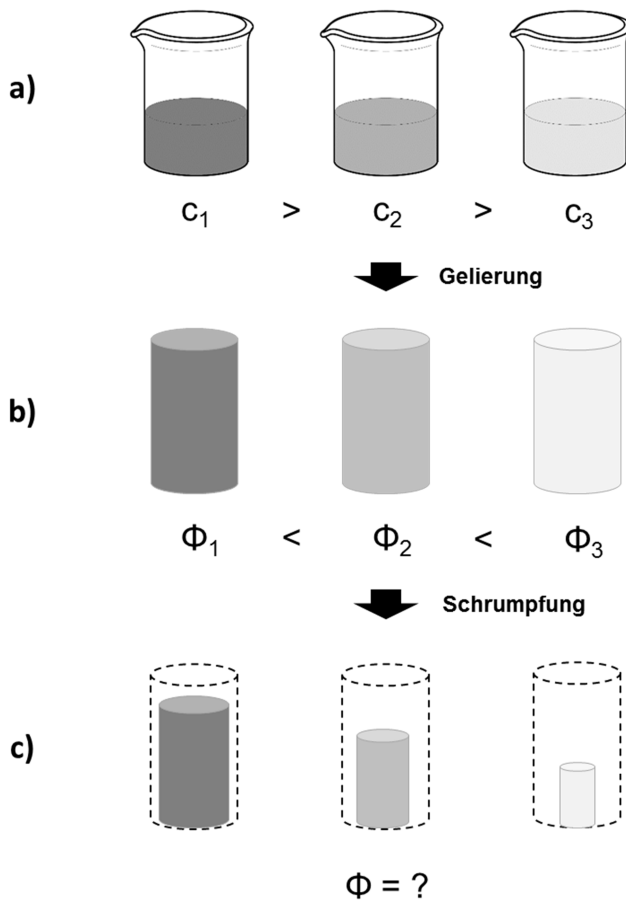 a)
c₁ > c₂ > c₃
Gelierung
b)
Φ₁ < Φ₂ < Φ₃
Schrumpfung
c)
Φ = ?